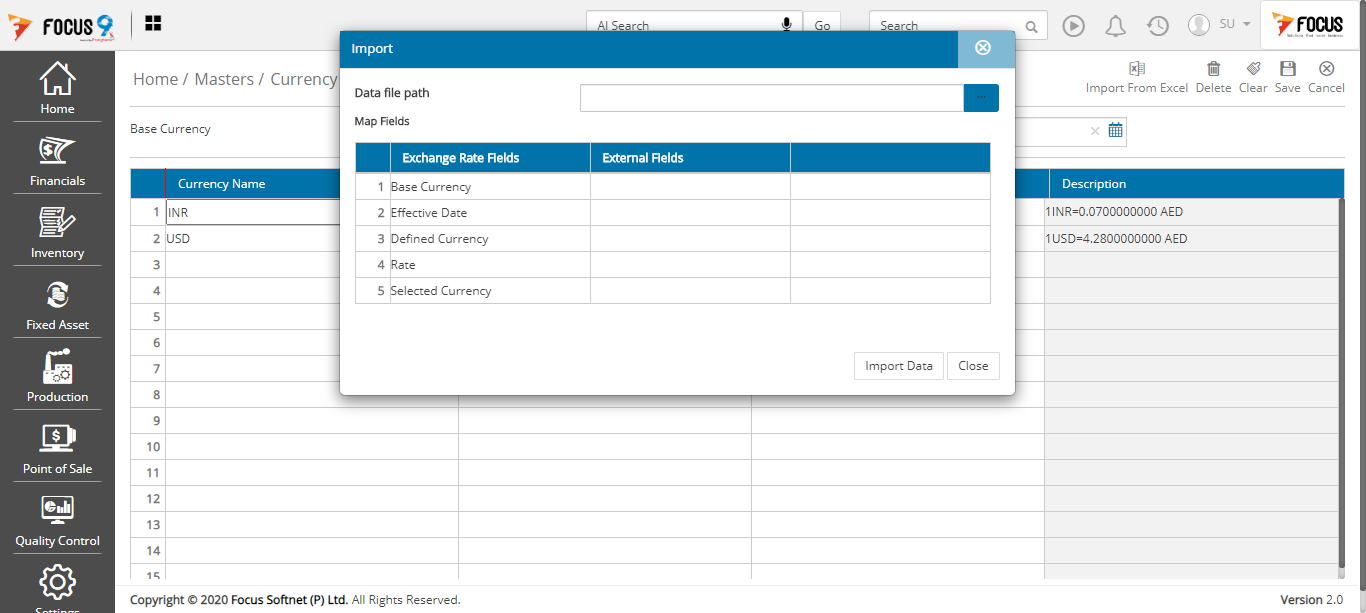 FOCUS 9
AI Search
Go
Search
SU
FOCUS
Home / Masters / Currency
Import From Excel
Delete
Clear
Save
Cancel
Home
Financials
Inventory
Fixed Asset
Production
Point of Sale
Quality Control
Settings
Base Currency
Import
Data file path
...
Map Fields
Exchange Rate Fields External Fields
1 Base Currency
2 Effective Date
3 Defined Currency
4 Rate
5 Selected Currency
Import Data
Close
Currency Name Description
1 INR 1INR=0.0700000000 AED
2 USD 1USD=4.2800000000 AED
3
4
5
6
7
8
9
10
11
12
13
14
15
Copyright © 2020 Focus Softnet (P) Ltd. All Rights Reserved.
Version 2.0